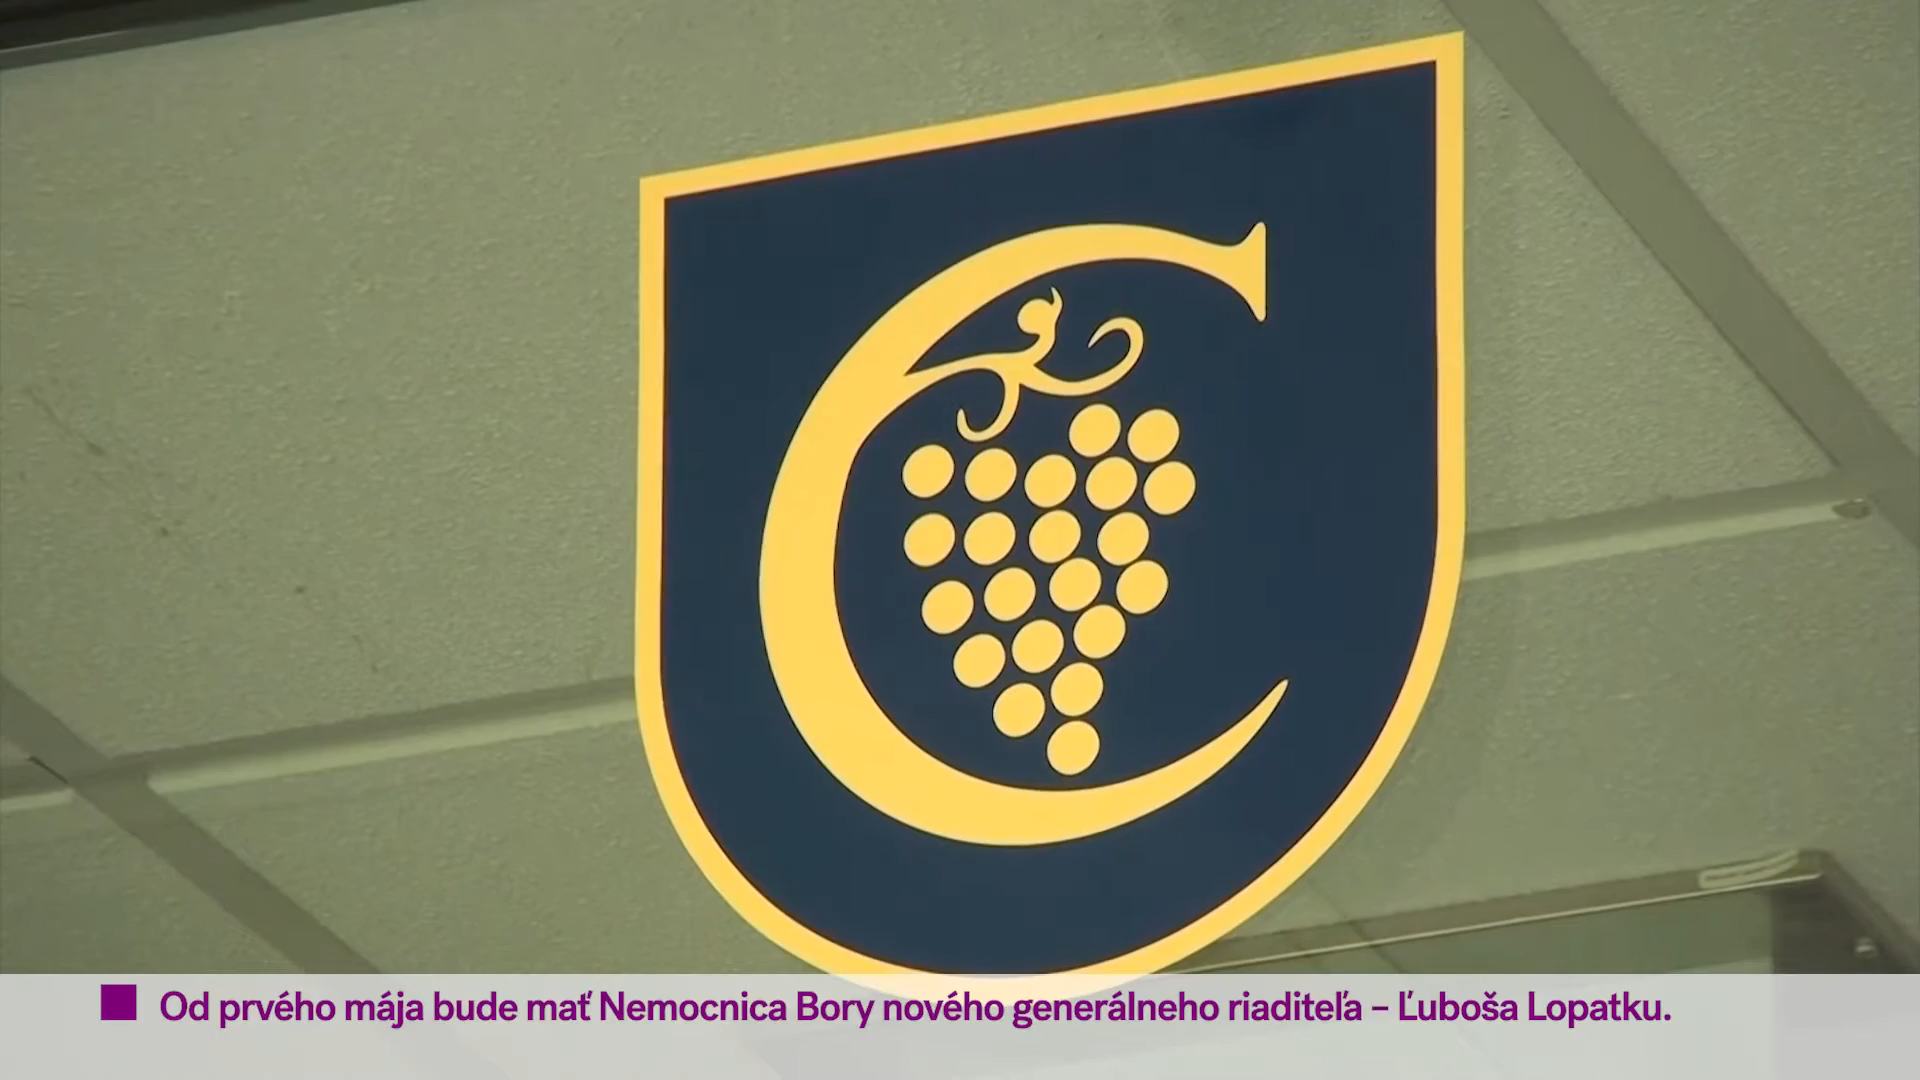 C
Od prvého mája bude mať Nemocnica Bory nového generálneho riaditeľa – Ľuboša Lopatku.